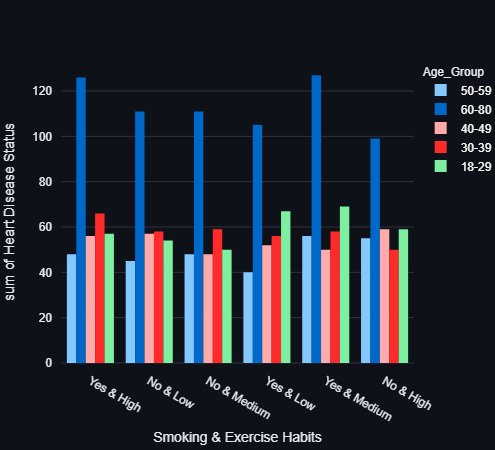 Age_Group
50-59
60-80
40-49
30-39
18-29
sum of Heart Disease Status
120
100
80
60
40
20
0
Yes & High
No & Low
No & Medium
Yes & Low
Yes & Medium
No & High
Smoking & Exercise Habits